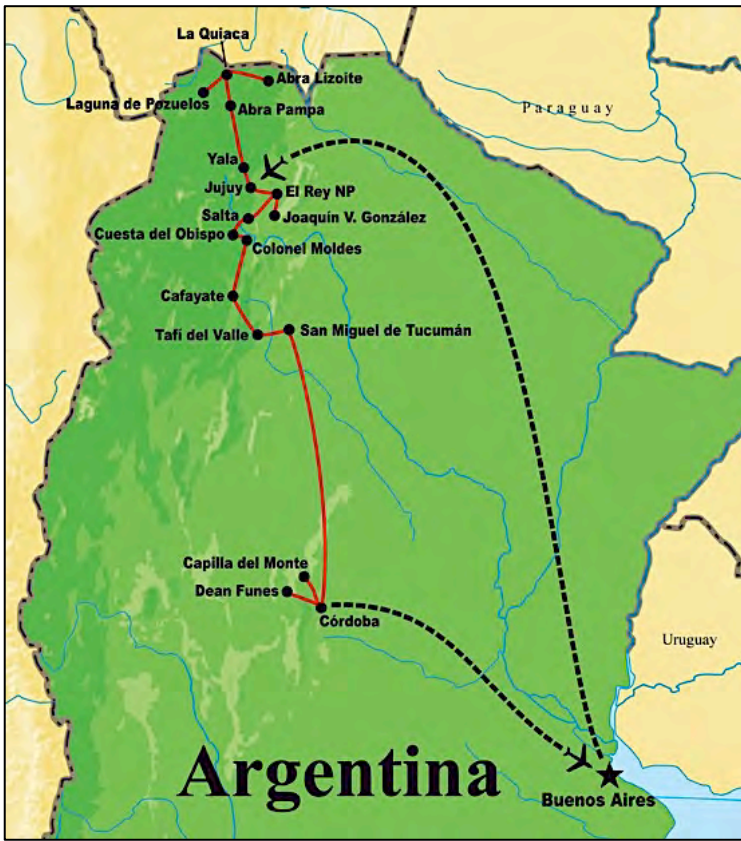 La Quiaca
Abra Lizoite
Laguna de Pozuelos
Abra Pampa
Paraguay
Yala
Jujuy
El Rey NP
Salta
Joaquín V. González
Cuesta del Obispo
Colonel Moldes
Cafayate
Tafí del Valle
San Miguel de Tucumán
Capilla del Monte
Dean Funes
Córdoba
Uruguay
Argentina
Buenos Aires